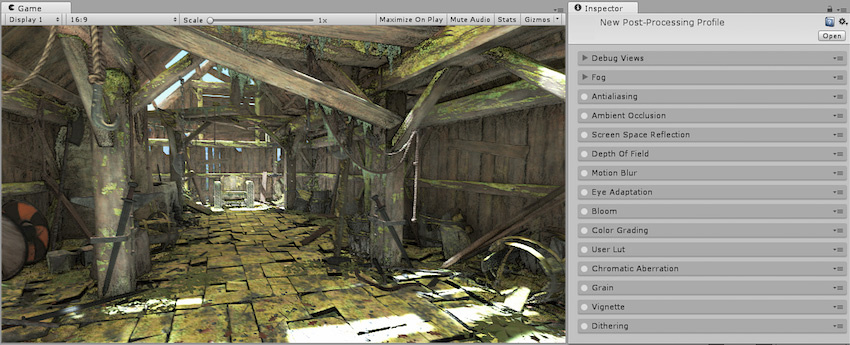 Game
Display 1 16:9 Scale 1x Maximize On Play Mute Audio Stats Gizmos
Inspector
New Post-Processing Profile
Open
Debug Views
Fog
Antialiasing
Ambient Occlusion
Screen Space Reflection
Depth Of Field
Motion Blur
Eye Adaptation
Bloom
Color Grading
User Lut
Chromatic Aberration
Grain
Vignette
Dithering